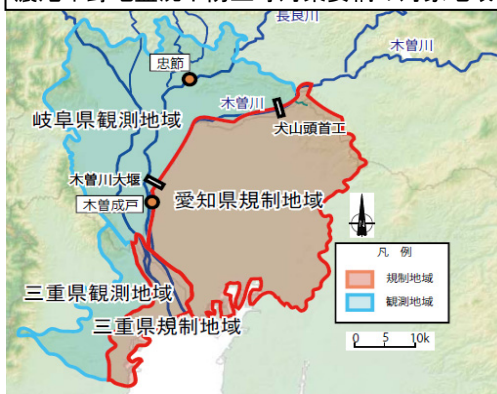 長良川
忠節
木曽川
岐阜県観測地域
犬山頭首工
木曽川大堰
木曽成戸
愛知県規制地域
凡 例
規制地域
観測地域
三重県観測地域
三重県規制地域
0 5 10k